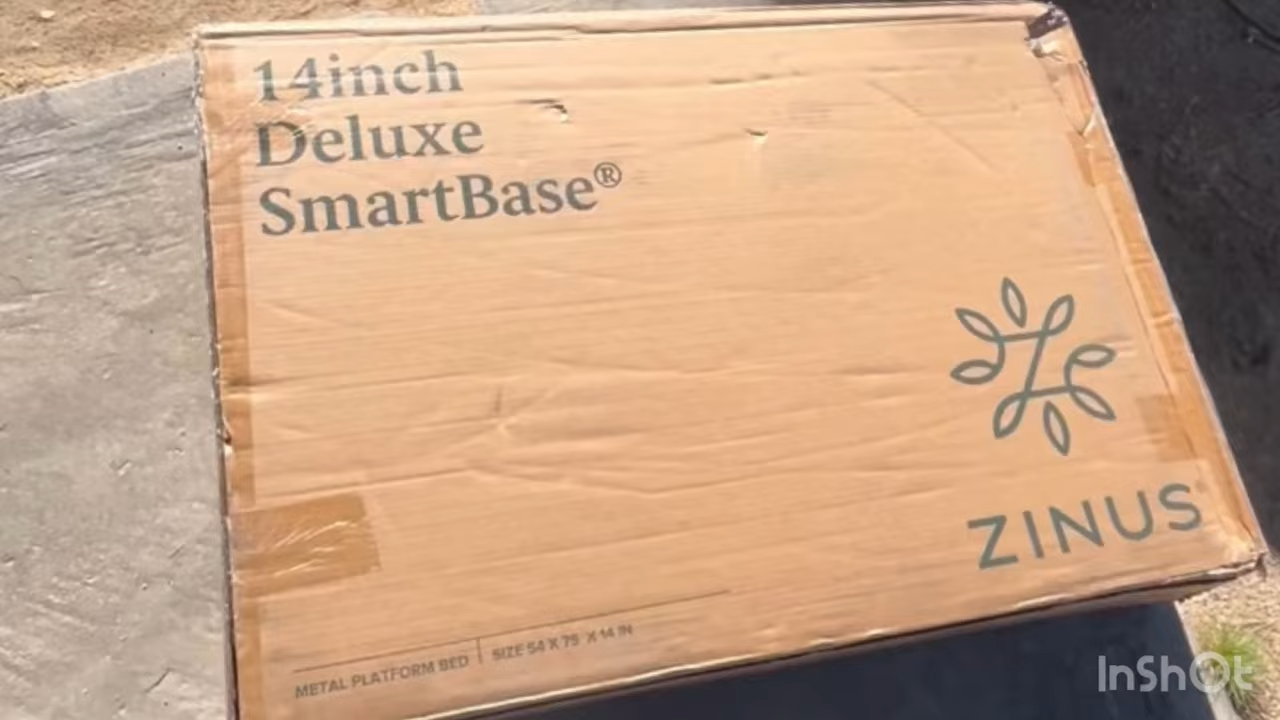 14inch
Deluxe
SmartBase®
ZINUS
METAL PLATFORM BED | SIZE 54 X 75 X 14 IN
InShOt